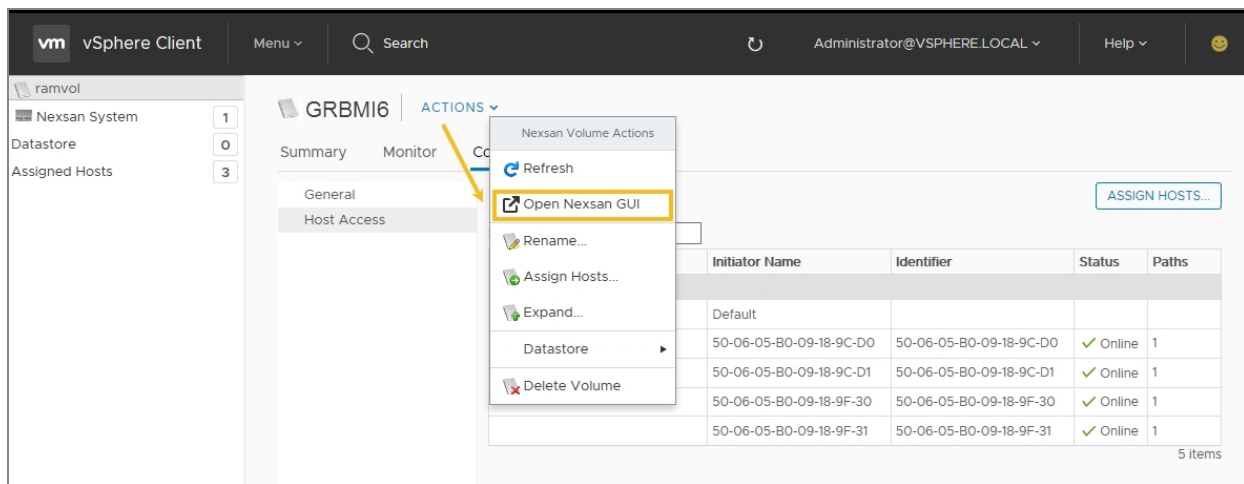 vm vSphere Client Menu Search Administrator@VSPHERE.LOCAL Help
ramvol
Nexsan System 1
Datastore 0
Assigned Hosts 3
GRBMI6 ACTIONS
Summary Monitor Co
General
Host Access
Nexsan Volume Actions
Refresh
Open Nexsan GUI
Rename...
Assign Hosts...
Expand...
Datastore
Delete Volume
ASSIGN HOSTS...
Initiator Name Identifier Status Paths
Default
50-06-05-B0-09-18-9C-D0 50-06-05-B0-09-18-9C-D0 Online 1
50-06-05-B0-09-18-9C-D1 50-06-05-B0-09-18-9C-D1 Online 1
50-06-05-B0-09-18-9F-30 50-06-05-B0-09-18-9F-30 Online 1
50-06-05-B0-09-18-9F-31 50-06-05-B0-09-18-9F-31 Online 1
5 items